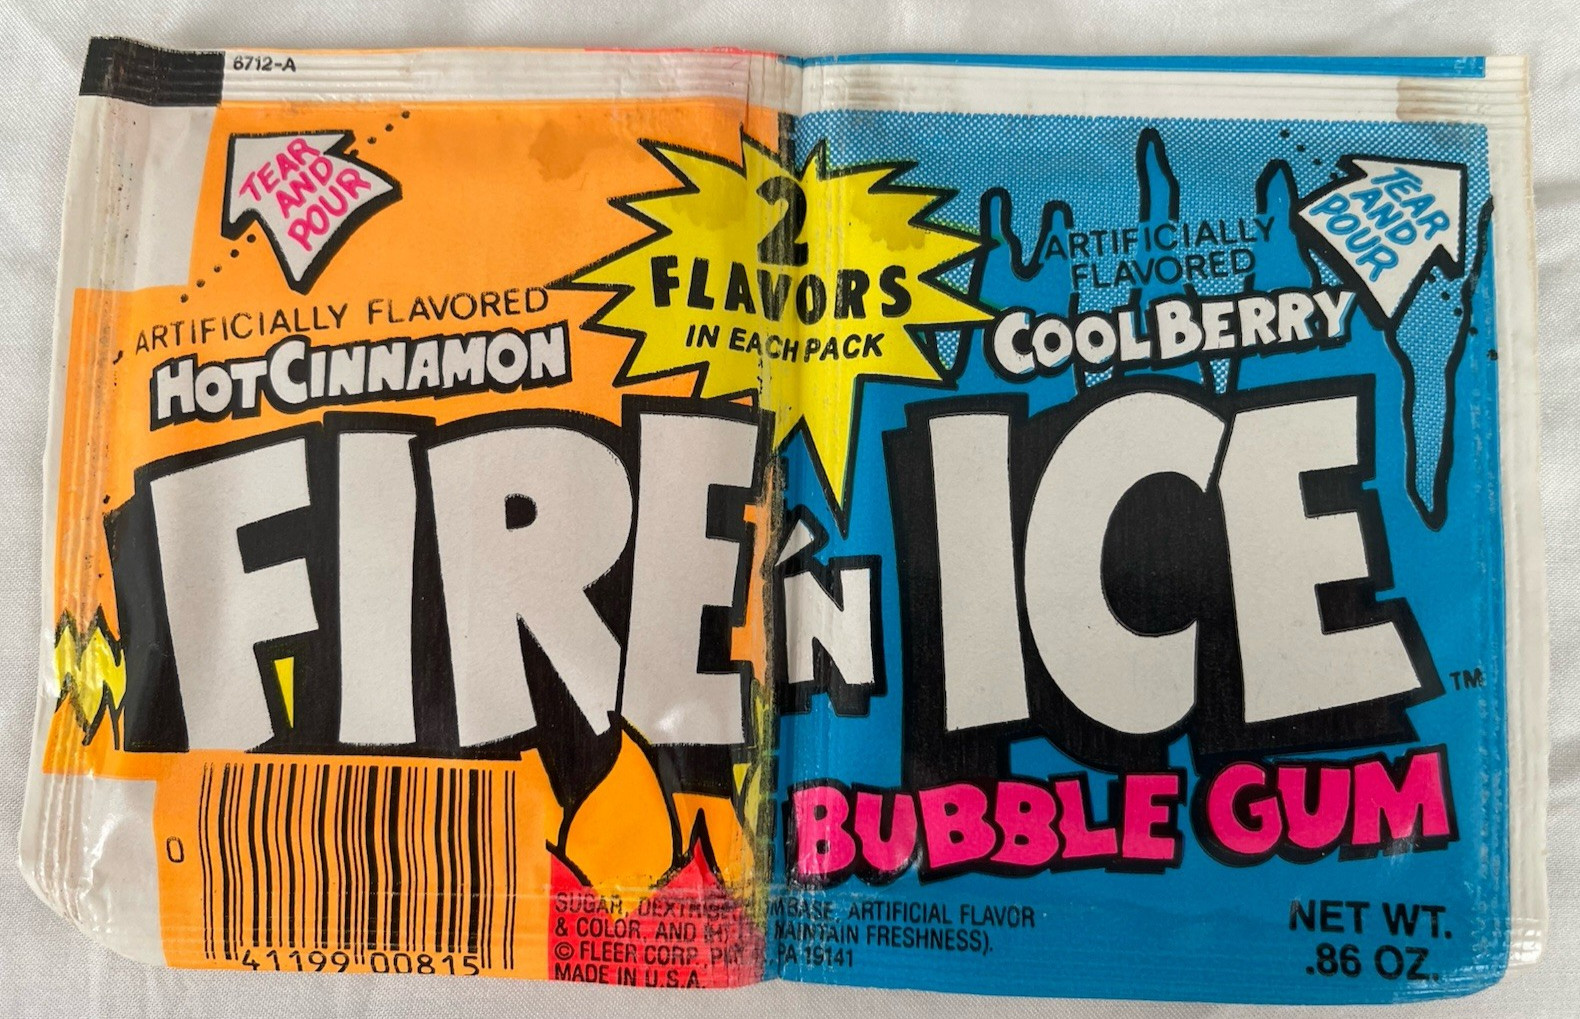 6712-A
TEAR
AND
POUR
ARTIFICIALLY FLAVORED
HOT CINNAMON
2
FLAVORS
IN EACH PACK
ARTIFICIALLY
FLAVORED
COOL BERRY
TEAR
AND
POUR
FIRE 'N ICE
TM
BUBBLE GUM
0
41199 00815
SUGAR, DEXTROSE, ARTIFICIAL FLAVOR
& COLOR, AND MAINTAIN FRESHNESS).
© FLEER CORP., PA 19141
MADE IN U.S.A.
NET WT.
.86 OZ.